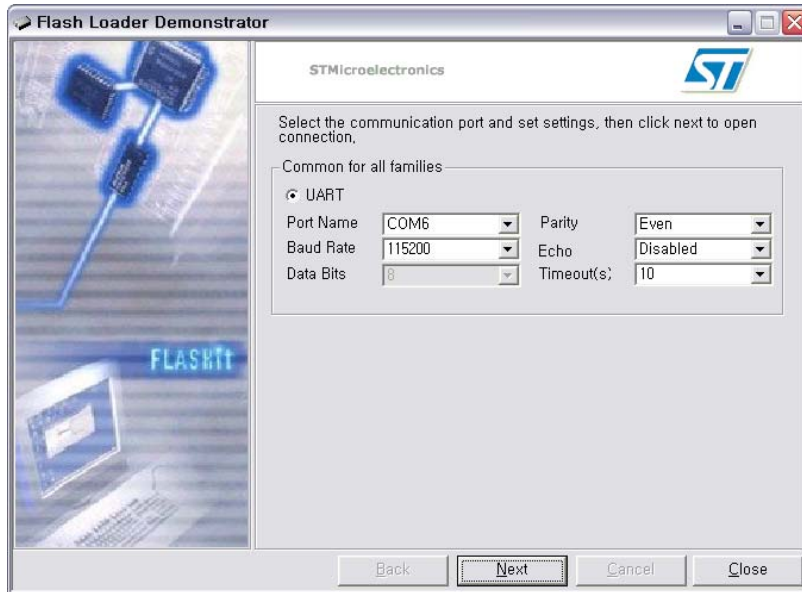 Flash Loader Demonstrator
STMicroelectronics
ST
Select the communication port and set settings, then click next to open
connection,
Common for all families
UART
Port Name COM6 Parity Even
Baud Rate 115200 Echo Disabled
Data Bits 8 Timeout(s) 10
FLASHIt
Back Next Cancel Close